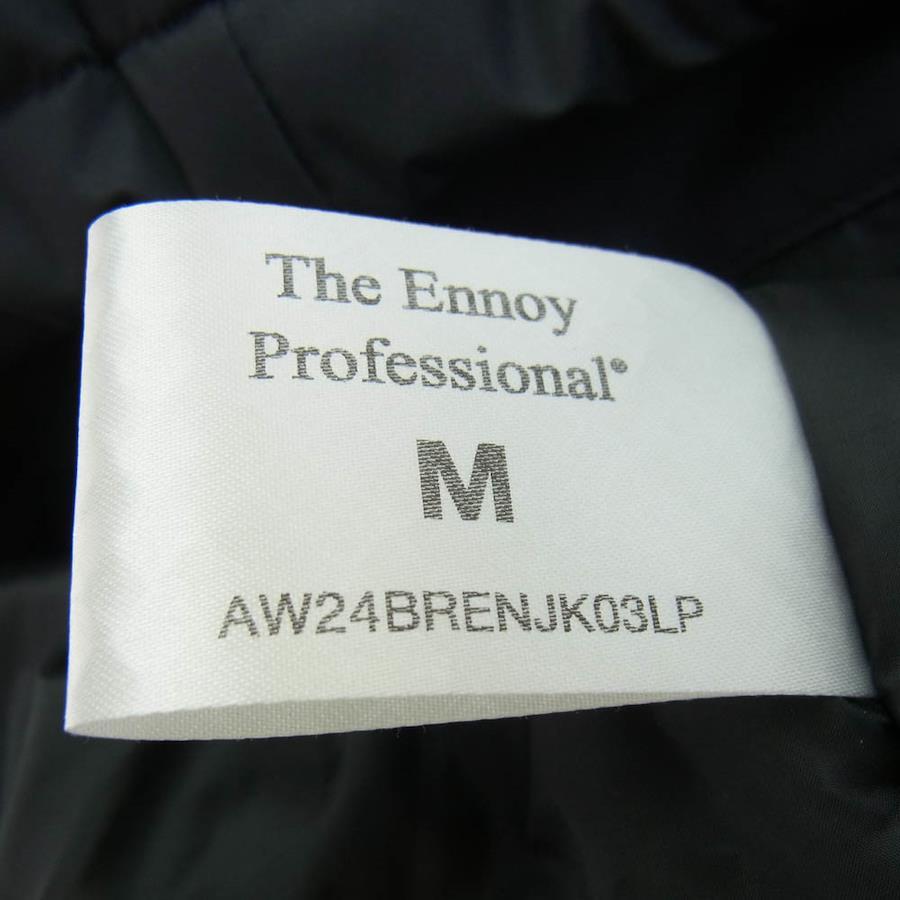 The Ennoy
Professional®
M
AW24BRENJK03LP